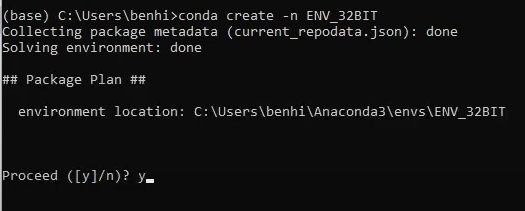 (base) C:\Users\benhi>conda create -n ENV_32BIT
Collecting package metadata (current_repodata.json): done
Solving environment: done
## Package Plan ##
environment location: C:\Users\benhi\Anaconda3\envs\ENV_32BIT
Proceed ([y]/n)? y